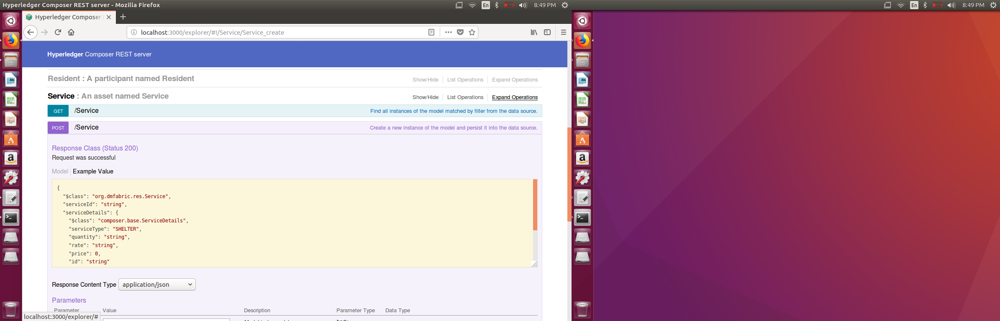 Hyperledger Composer REST server - Mozilla Firefox
En
8:49 PM
En
8:49 PM
Hyperledger Composer
localhost:3000/explorer/#!/Service/Service_create
Hyperledger Composer REST server
Resident : A participant named Resident
Show/Hide
List Operations
Expand Operations
Service : An asset named Service
Show/Hide
List Operations
Expand Operations
GET
/Service
Find all instances of the model matched by filter from the data source.
POST
/Service
Create a new instance of the model and persist it into the data source.
Response Class (Status 200)
Request was successful
Model
Example Value
{
"$class": "org.dmfabric.res.Service",
"serviceId": "string",
"serviceDetails": {
"$class": "composer.base.ServiceDetails",
"serviceType": "SHELTER",
"quantity": "string",
"rate": "string",
"price": 0,
"id": "string"
Response Content Type
application/json
Parameters
Parameter
Value
Description
Parameter Type
Data Type
localhost:3000/explorer/#